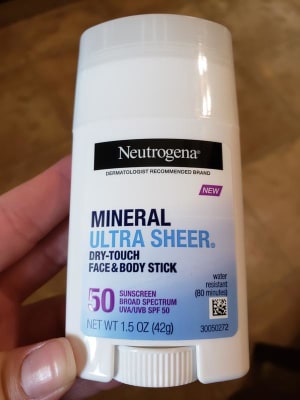 Neutrogena®
DERMATOLOGIST RECOMMENDED BRAND
NEW
MINERAL
ULTRA SHEER®
DRY-TOUCH
FACE & BODY STICK
water
resistant
(80 minutes)
50 SUNSCREEN
BROAD SPECTRUM
UVA/UVB SPF 50
NET WT 1.5 OZ (42g)
30050272